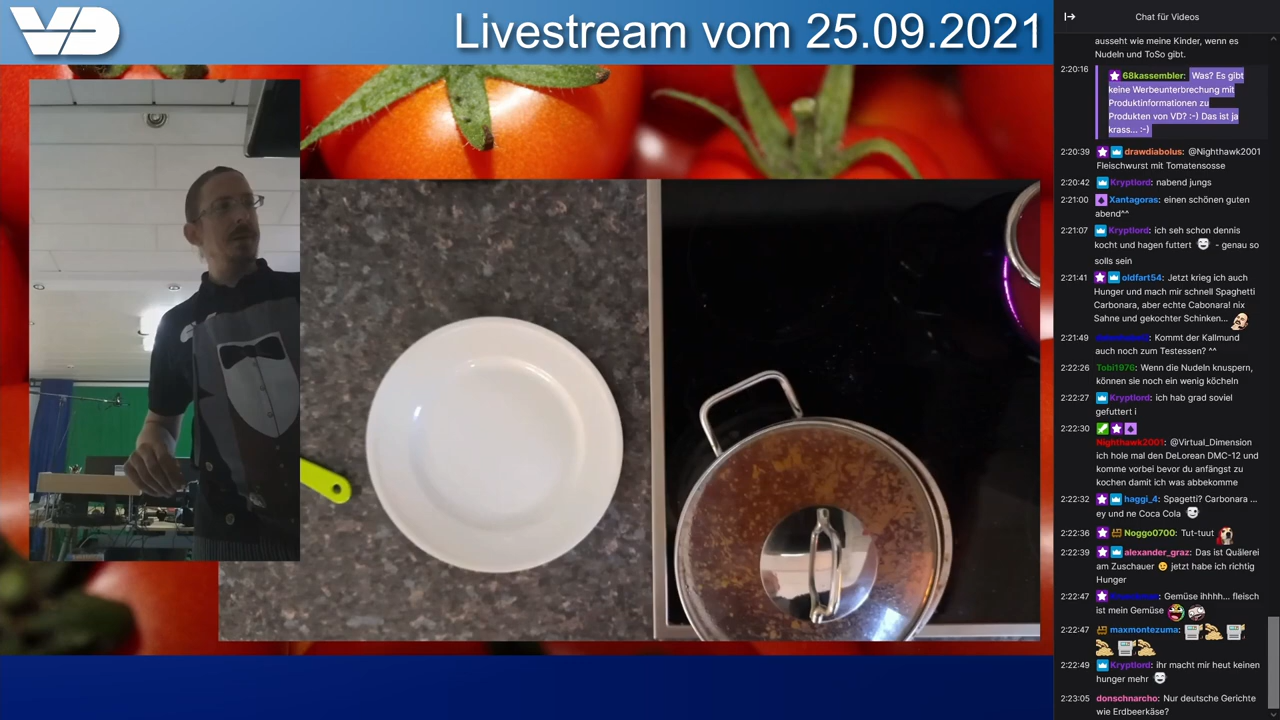 VD
Livestream vom 25.09.2021
Chat für Videos
aussieht wie meine Kinder, wenn es
Nudeln und ToSo gibt.
2:20:16
68kassembler: Was? Es gibt
keine Werbeunterbrechung mit
Produktinformationen zu
Produkten von VD? :-) Das ist ja
krass... :-)
2:20:39 drawdiabolus: @Nighthawk2001
Fleischwurst mit Tomatensosse
2:20:42 Kryptlord: nabend jungs
2:21:00 Xantagoras: einen schönen guten
abend^^
2:21:07 Kryptlord: ich seh schon dennis
kocht und hagen futtert - genau so
solls sein
2:21:41 oldfart54: Jetzt krieg ich auch
Hunger und mach mir schnell Spaghetti
Carbonara, aber echte Cabonara! nix
Sahne und gekochter Schinken...
2:21:49 : Kommt der Kallmund
auch noch zum Testessen? ^^
2:22:26 Tobi1976: Wenn die Nudeln knuspern,
können sie noch ein wenig köcheln
2:22:27 Kryptlord: ich hab grad soviel
gefuttert i
2:22:30
Nighthawk2001: @Virtual_Dimension
ich hole mal den DeLorean DMC-12 und
komme vorbei bevor du anfängst zu
kochen damit ich was abbekomme
2:22:32 haggi_4: Spagetti? Carbonara ...
ey und ne Coca Cola
2:22:36 Noggo0700: Tut-tuut
2:22:39 alexander_graz: Das ist Quälerei
am Zuschauer jetzt habe ich richtig
Hunger
2:22:47 : Gemüse ihhhh... fleisch
ist mein Gemüse
2:22:47 maxmontezuma:
2:22:49 Kryptlord: ihr macht mir heut keinen
hunger mehr
2:23:05 donschnarcho: Nur deutsche Gerichte
wie Erdbeerkäse?